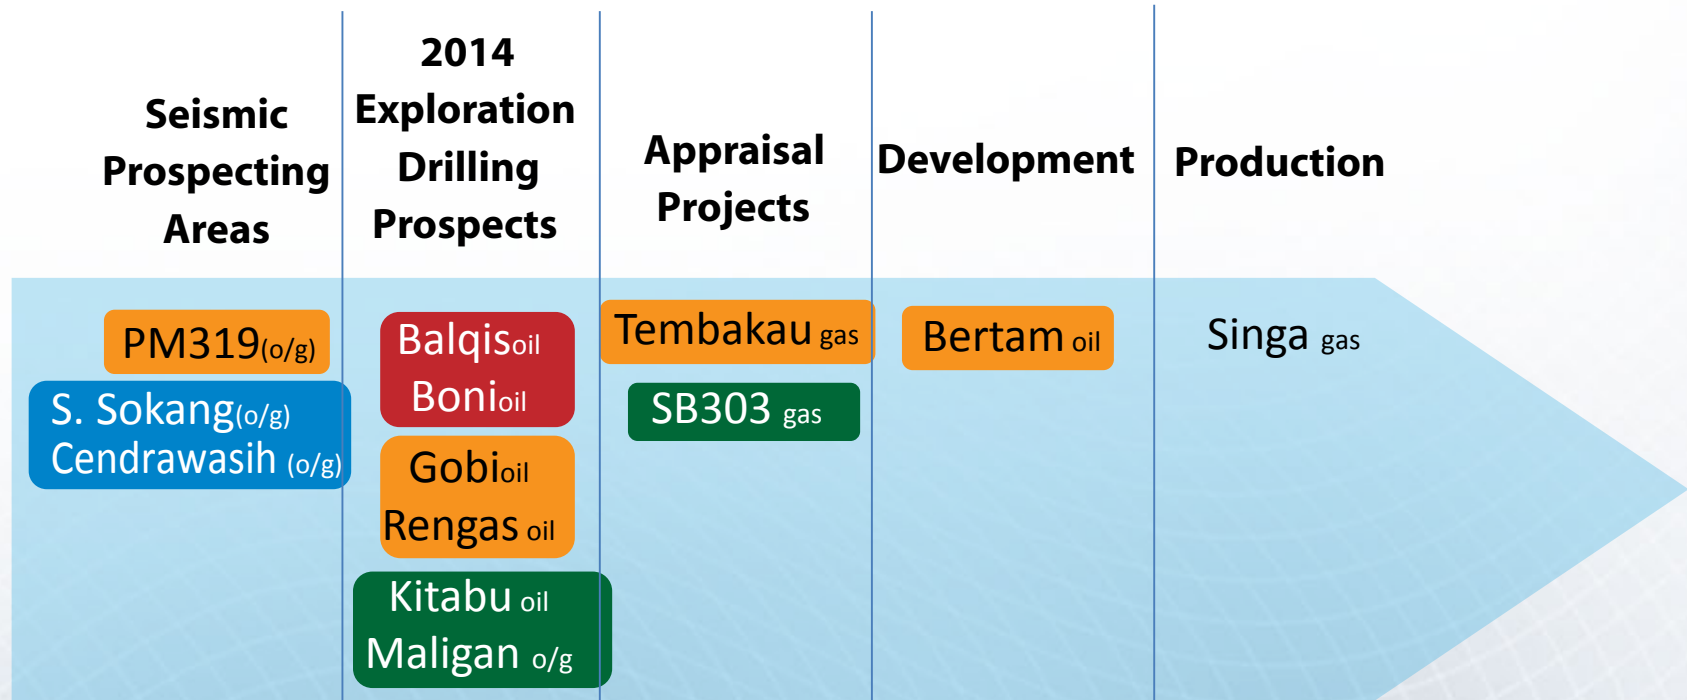 Seismic
Prospecting
Areas
2014
Exploration
Drilling
Prospects
Appraisal
Projects
Development
Production
PM319(o/g)
S. Sokang(o/g)
Cendrawasih (o/g)
Balqisoil
Bonioil
Gobioil
Rengas oil
Kitabu oil
Maligan o/g
Tembakau gas
SB303 gas
Bertam oil
Singa gas